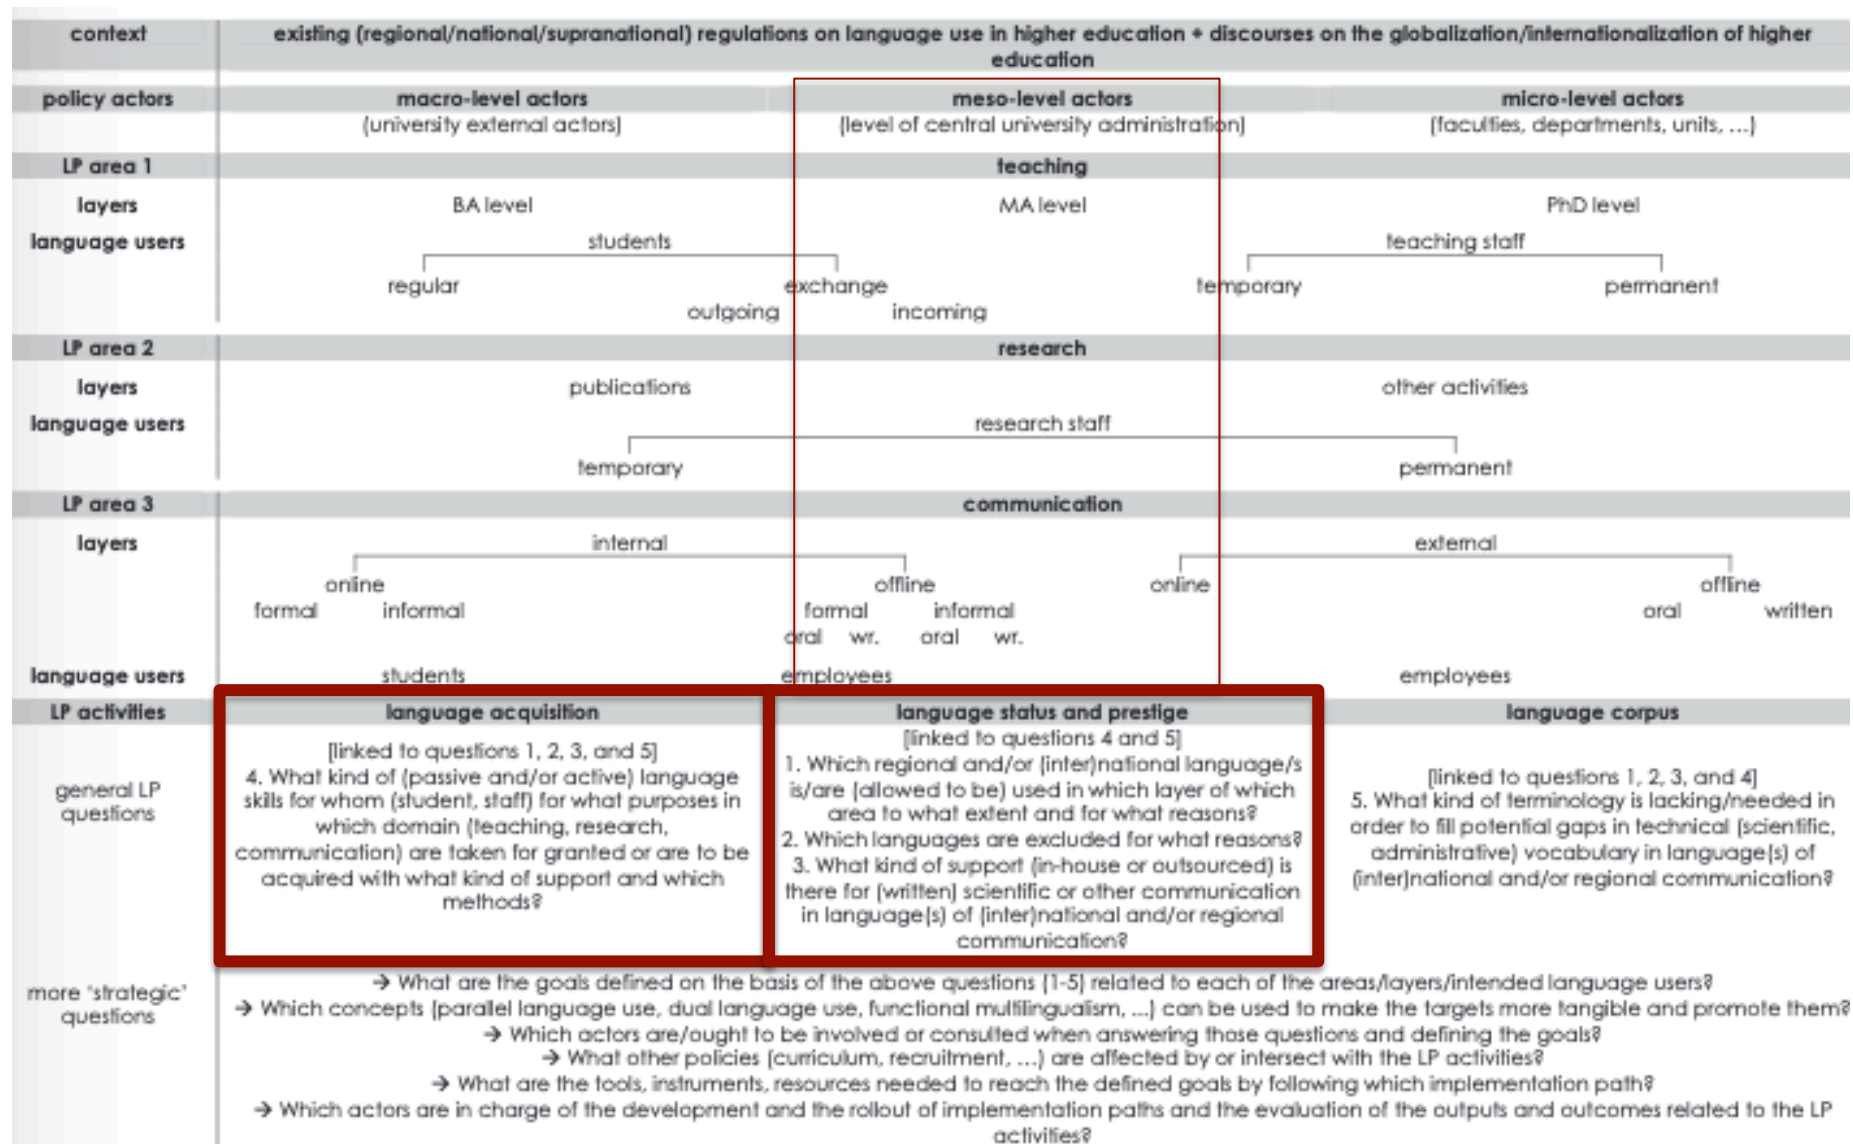 context existing (regional/national/supranational) regulations on language use in higher education + discourses on the globalization/internationalization of higher
education
policy actors macro-level actors meso-level actors micro-level actors
(university external actors) (level of central university administration) (faculties, departments, units, ...)
LP area 1 teaching
layers BA level MA level PhD level
language users students teaching staff
regular exchange temporary permanent
outgoing incoming
LP area 2 research
layers publications other activities
language users research staff
temporary permanent
LP area 3 communication
layers internal external
online offline online offline
formal informal formal informal oral written
oral wr. oral wr.
language users students employees employees
LP activities language acquisition language status and prestige language corpus
general LP
questions
[linked to questions 1, 2, 3, and 5]
4. What kind of (passive and/or active) language
skills for whom (student, staff) for what purposes in
which domain (teaching, research,
communication) are taken for granted or are to be
acquired with what kind of support and which
methods?
[linked to questions 4 and 5]
1. Which regional and/or (inter)national language/s
is/are (allowed to be) used in which layer of which
area to what extent and for what reasons?
2. Which languages are excluded for what reasons?
3. What kind of support (in-house or outsourced) is
there for (written) scientific or other communication
in language(s) of (inter)national and/or regional
communication?
[linked to questions 1, 2, 3, and 4]
5. What kind of terminology is lacking/needed in
order to fill potential gaps in technical (scientific,
administrative) vocabulary in language(s) of
(inter)national and/or regional communication?
more 'strategic'
questions
→ What are the goals defined on the basis of the above questions (1-5) related to each of the areas/layers/intended language users?
→ Which concepts (parallel language use, dual language use, functional multilingualism, ...) can be used to make the targets more tangible and promote them?
→ Which actors are/ought to be involved or consulted when answering those questions and defining the goals?
→ What other policies (curriculum, recruitment, ...) are affected by or intersect with the LP activities?
→ What are the tools, instruments, resources needed to reach the defined goals by following which implementation path?
→ Which actors are in charge of the development and the rollout of implementation paths and the evaluation of the outputs and outcomes related to the LP
activities?